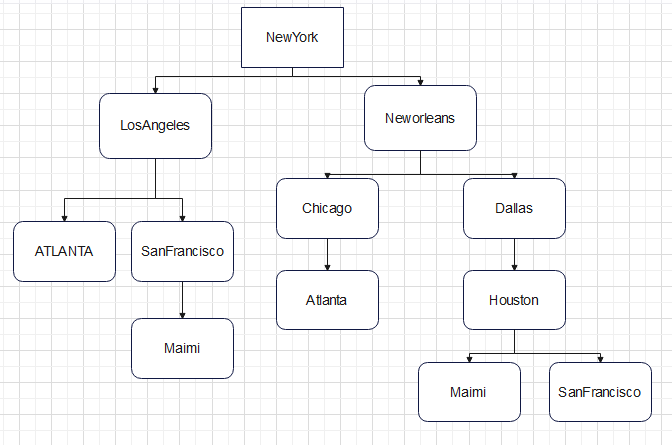 NewYork
LosAngeles
Neworleans
Chicago
Dallas
ATLANTA
SanFrancisco
Atlanta
Houston
Maimi
Maimi
SanFrancisco